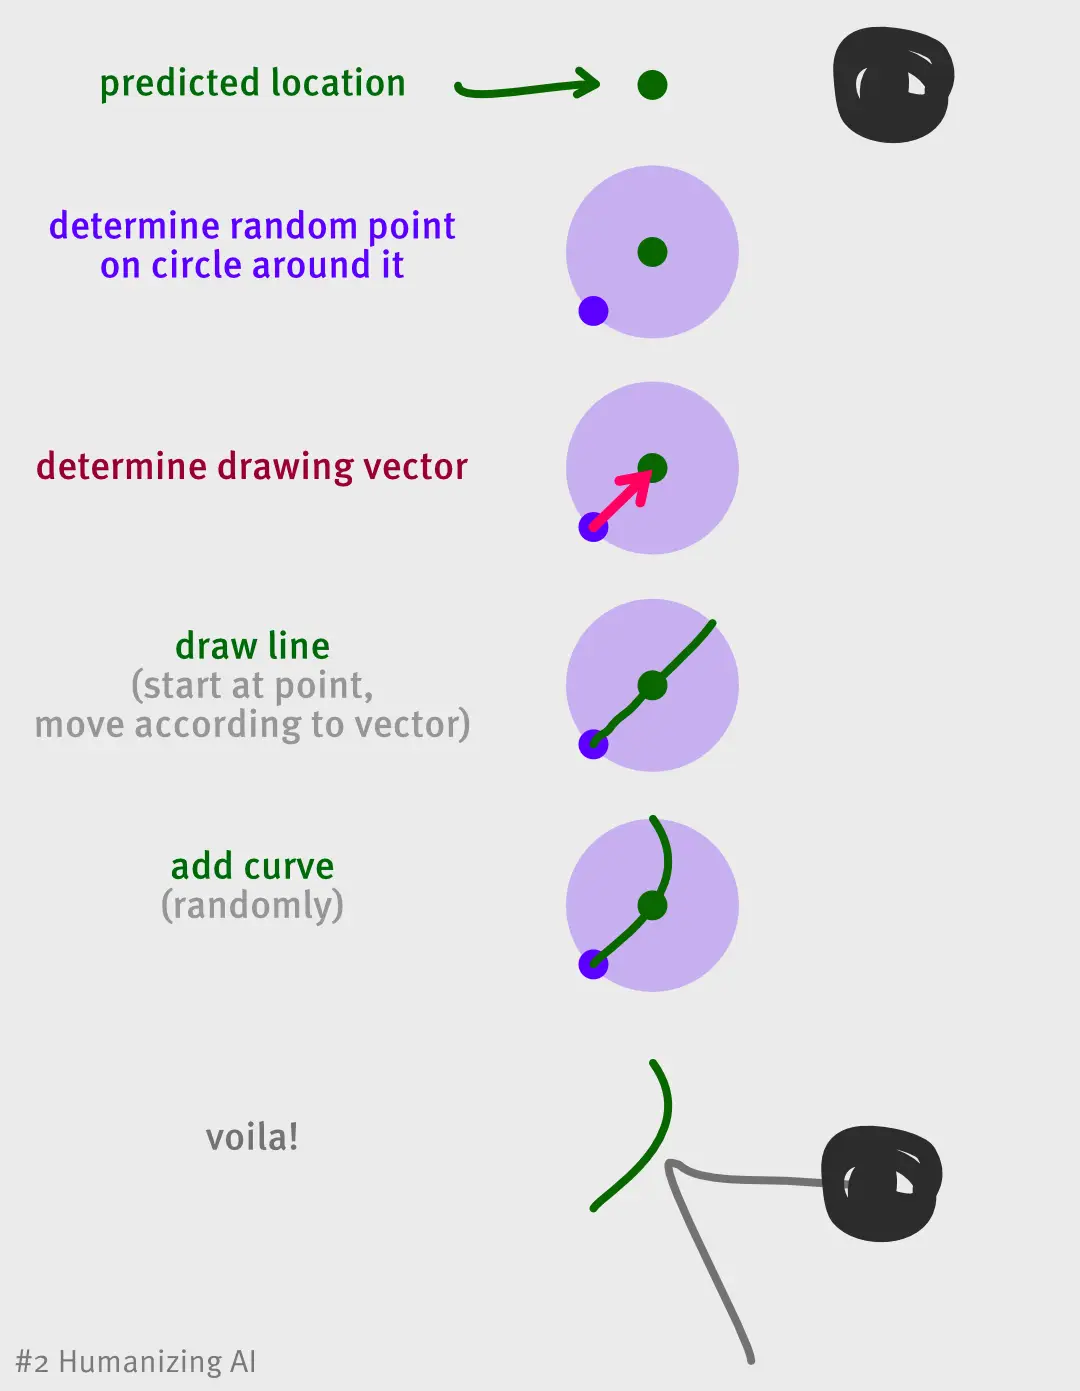 predicted location
determine random point
on circle around it
determine drawing vector
draw line
(start at point,
move according to vector)
add curve
(randomly)
voila!
#2 Humanizing AI